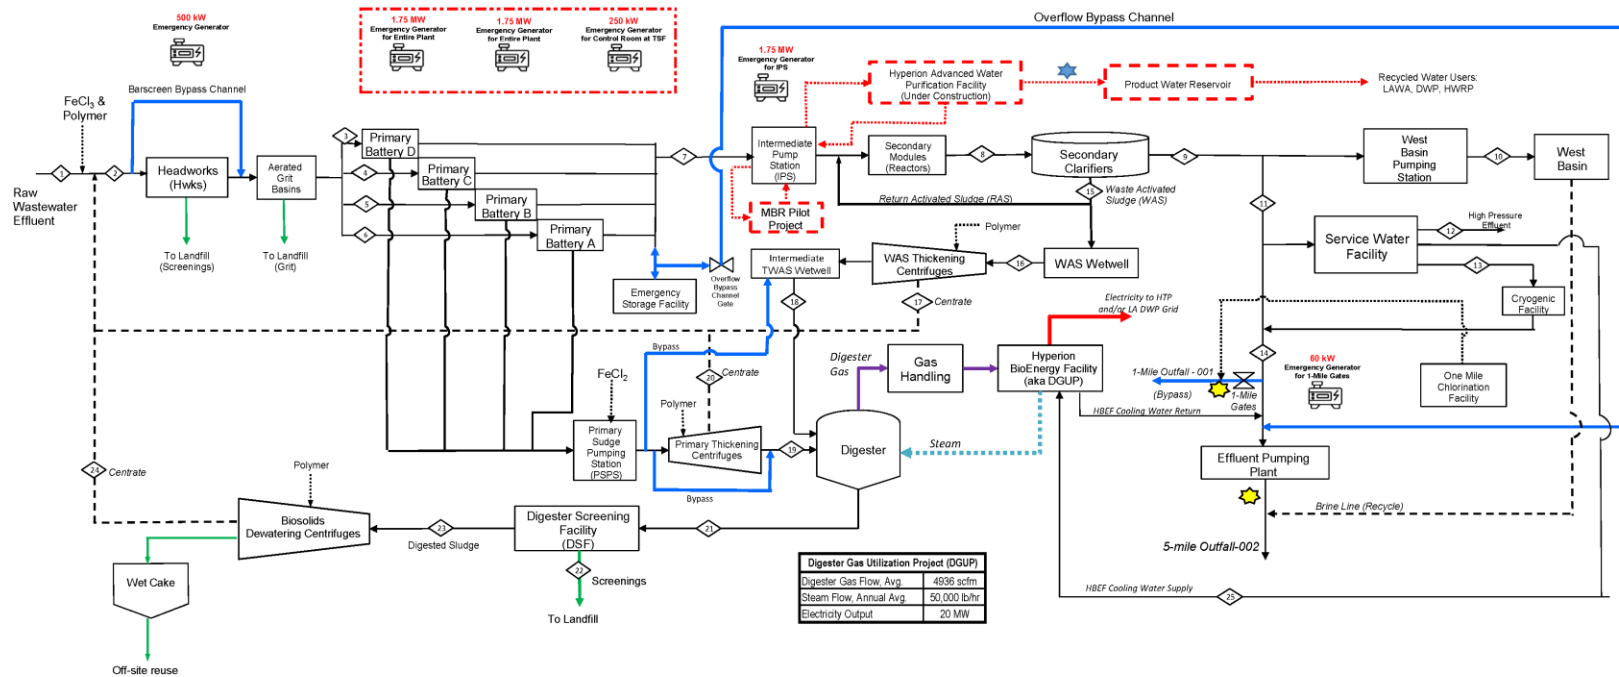 Overflow Bypass Channel
500 kW
Emergency Generator
1.75 MW
Emergency Generator
for Entire Plant
1.75 MW
Emergency Generator
for Entire Plant
250 kW
Emergency Generator
for Control Room at TSF
1.75 MW
Emergency Generator
for IPS
Hyperion Advanced Water
Purification Facility
(Under Construction)
Product Water Reservoir
Recycled Water Users:
LAWA, DWP, HWRP
FeCl3 &
Polymer
Barscreen Bypass Channel
1
2
Raw
Wastewater
Effluent
Headworks
(Hwks)
Aerated
Grit
Basins
To Landfill
(Screenings)
To Landfill
(Grit)
3
4
5
6
Primary
Battery D
Primary
Battery C
Primary
Battery B
Primary
Battery A
7
Intermediate
Pump
Station
(IPS)
MBR Pilot
Project
Secondary
Modules
(Reactors)
8
Secondary
Clarifiers
9
West
Basin
Pumping
Station
10
West
Basin
15
Waste Activated
Sludge (WAS)
Return Activated Sludge (RAS)
11
High Pressure
Effluent
12
Service Water
Facility
13
Cryogenic
Facility
Polymer
Intermediate
TWAS Wetwell
WAS Thickening
Centrifuges
16
WAS Wetwell
17
Centrate
18
Emergency
Storage Facility
Overflow
Bypass
Channel
Gate
Electricity to HTP
and/or LA DWP Grid
14
60 kW
Emergency Generator
for 1-Mile Gates
1-Mile Outfall - 001
(Bypass)
1-Mile
Gates
One Mile
Chlorination
Facility
Bypass
Digester
Gas
Gas
Handling
Hyperion
BioEnergy Facility
(aka DGUP)
HBEF Cooling Water Return
20
Centrate
FeCl2
Polymer
Primary
Sudge
Pumping
Station
(PSPS)
Primary Thickening
Centrifuges
19
Bypass
Digester
Steam
Effluent Pumping
Plant
Brine Line (Recycle)
5-mile Outfall-002
24
Centrate
Polymer
Biosolids
Dewatering Centrifuges
23
Digested Sludge
Digester Screening
Facility
(DSF)
21
22
Screenings
To Landfill
Wet Cake
Off-site reuse
Digester Gas Utilization Project (DGUP)
Digester Gas Flow, Avg. 4936 scfm
Steam Flow, Annual Avg. 50,000 lb/hr
Electricity Output 20 MW
HBEF Cooling Water Supply
25